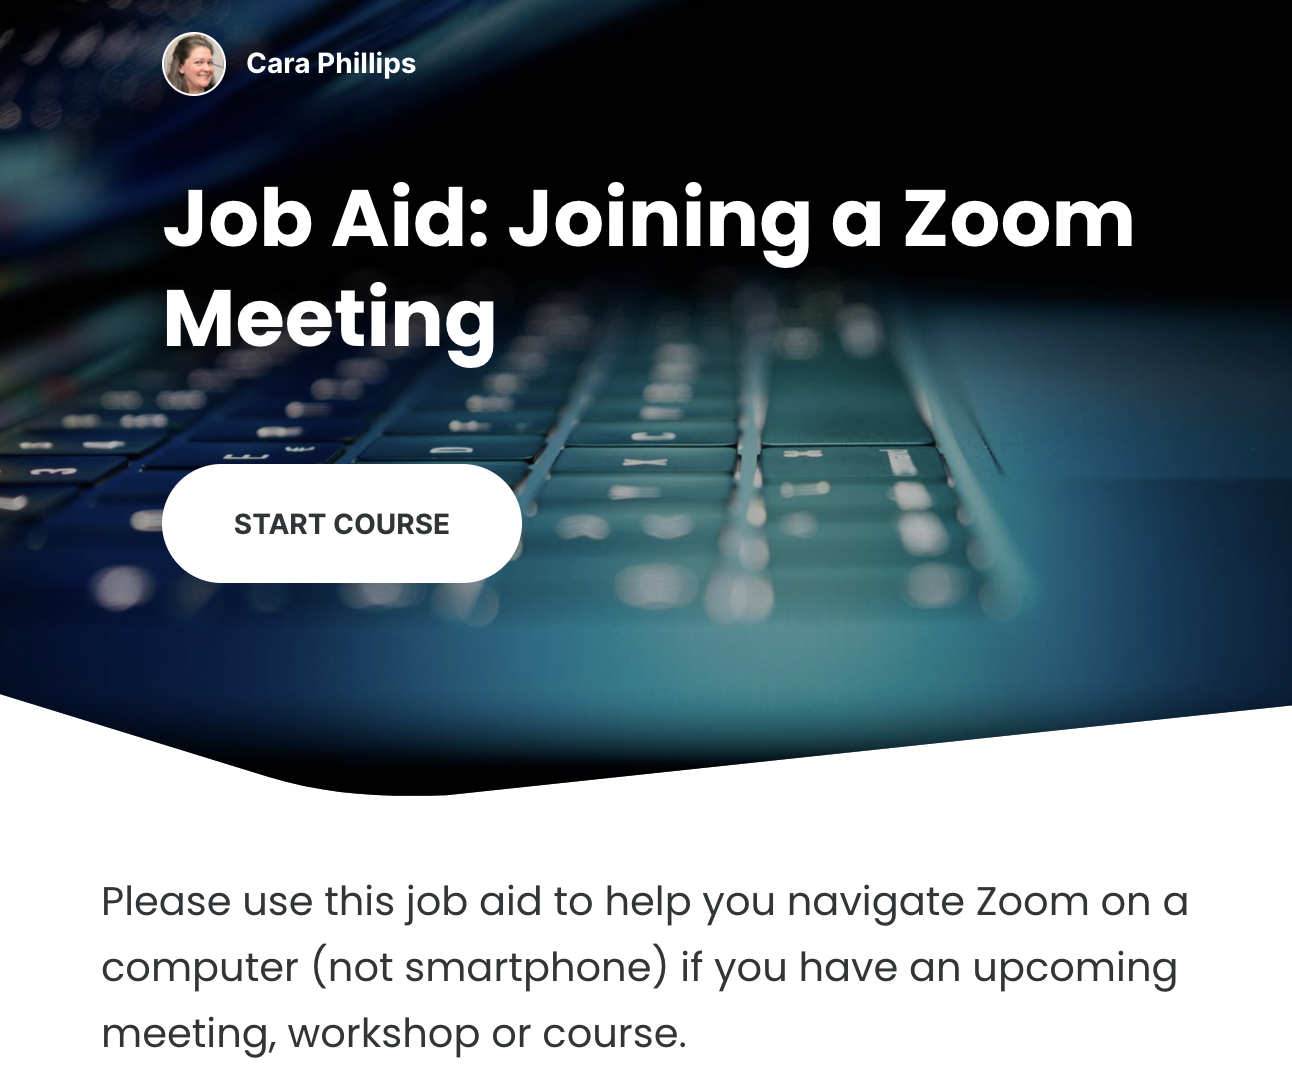 Cara Phillips
Job Aid: Joining a Zoom
Meeting
START COURSE
Please use this job aid to help you navigate Zoom on a
computer (not smartphone) if you have an upcoming
meeting, workshop or course.